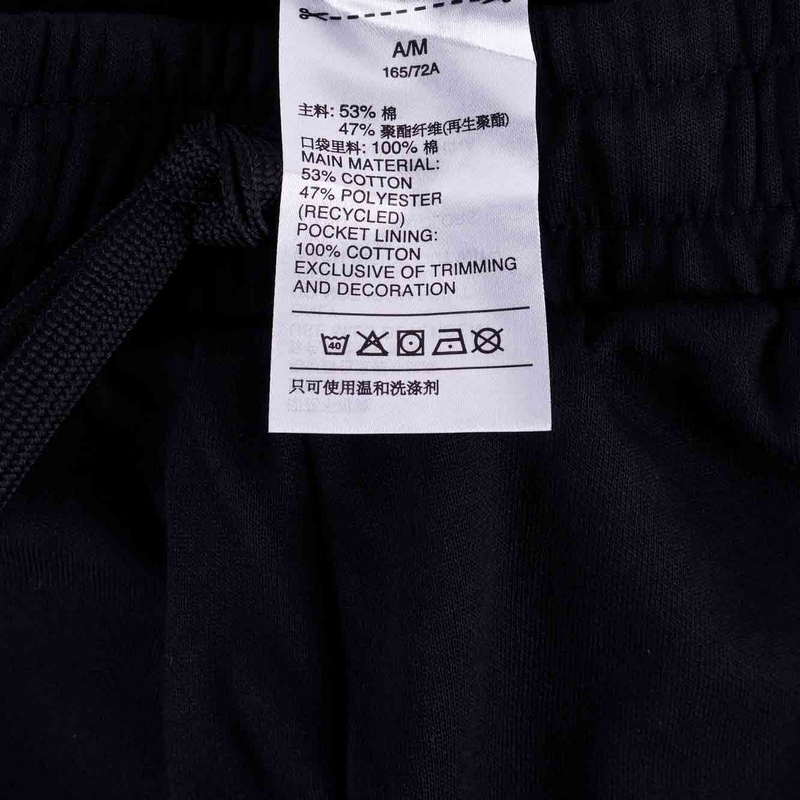 A/M
165/72A
主料: 53% 棉
47% 聚酯纤维(再生聚酯)
口袋里料: 100% 棉
MAIN MATERIAL:
53% COTTON
47% POLYESTER
(RECYCLED)
POCKET LINING:
100% COTTON
EXCLUSIVE OF TRIMMING
AND DECORATION
40
只可使用温和洗涤剂